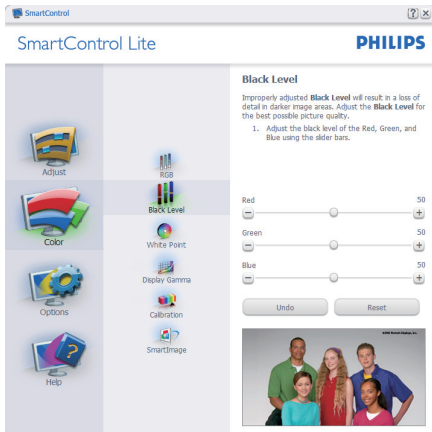 SmartControl
? ×
SmartControl Lite
PHILIPS
Adjust
Color
Options
Help
RGB
Black Level
White Point
Display Gamma
Calibration
SmartImage
Black Level
Improperly adjusted Black Level will result in a loss of
detail in darker image areas. Adjust the Black Level for
the best possible picture quality.
1. Adjust the black level of the Red, Green, and
Blue using the slider bars.
Red 50
Green 50
Blue 50
Undo Reset